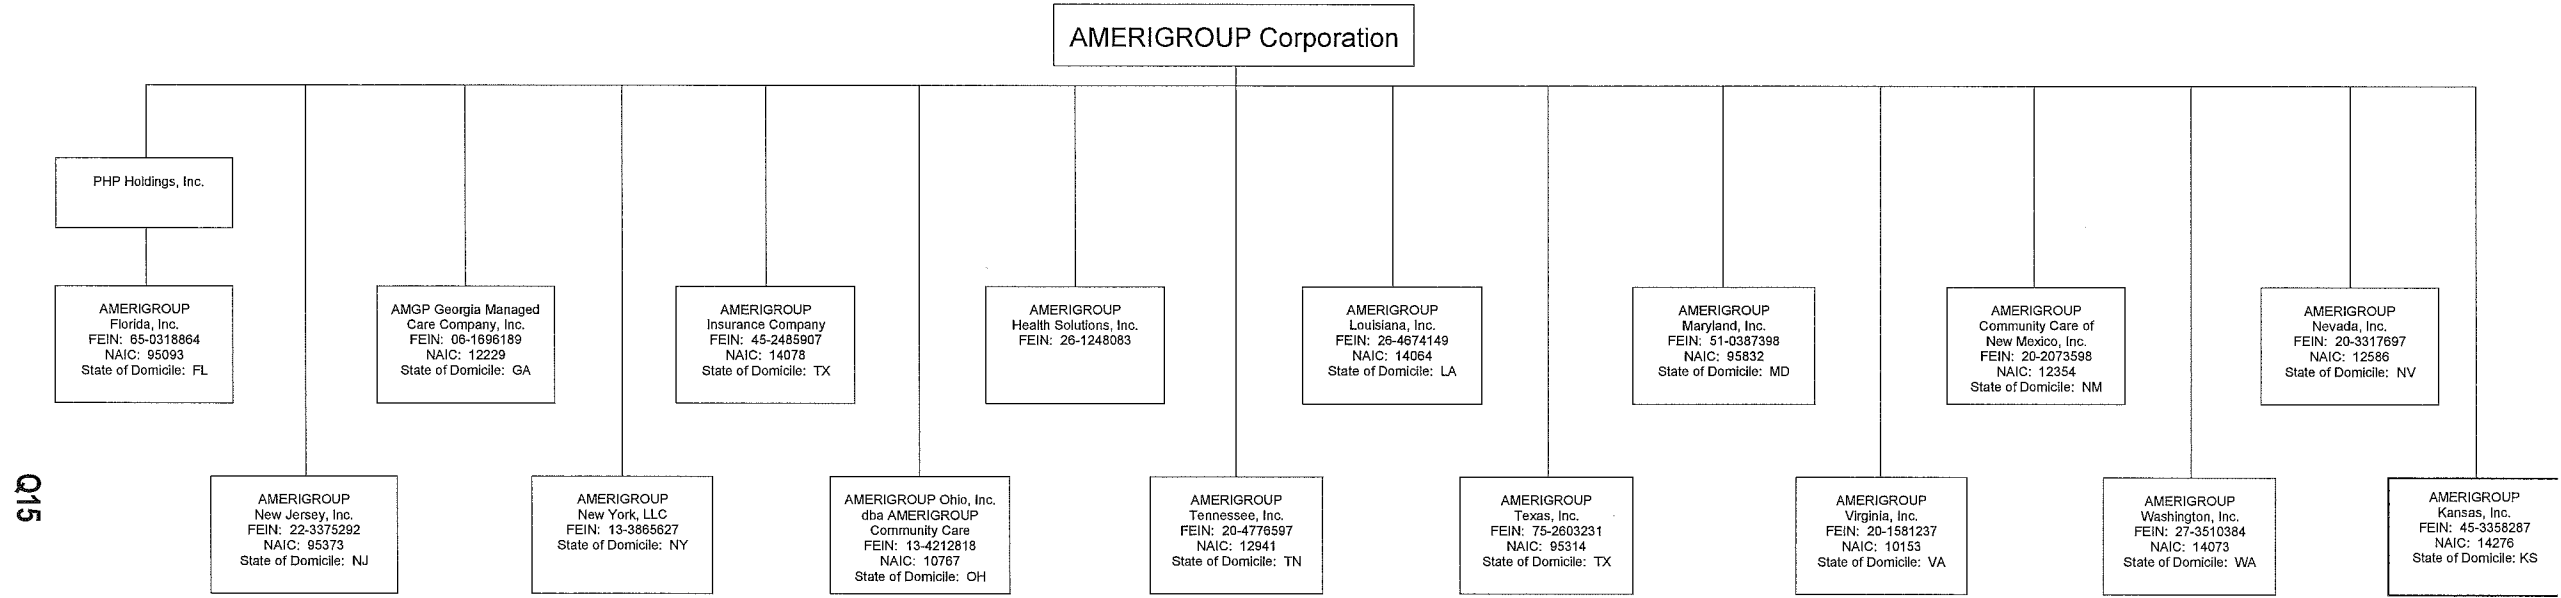 AMERIGROUP Corporation
PHP Holdings, Inc.
AMERIGROUP
Florida, Inc.
FEIN: 65-0318864
NAIC: 95093
State of Domicile: FL
AMGP Georgia Managed
Care Company, Inc.
FEIN: 06-1696189
NAIC: 12229
State of Domicile: GA
AMERIGROUP
Insurance Company
FEIN: 45-2485907
NAIC: 14078
State of Domicile: TX
AMERIGROUP
Health Solutions, Inc.
FEIN: 26-1248083
AMERIGROUP
Louisiana, Inc.
FEIN: 26-4674149
NAIC: 14064
State of Domicile: LA
AMERIGROUP
Maryland, Inc.
FEIN: 51-0387398
NAIC: 95832
State of Domicile: MD
AMERIGROUP
Community Care of
New Mexico, Inc.
FEIN: 20-2073598
NAIC: 12354
State of Domicile: NM
AMERIGROUP
Nevada, Inc.
FEIN: 20-3317697
NAIC: 12586
State of Domicile: NV
AMERIGROUP
New Jersey, Inc.
FEIN: 22-3375292
NAIC: 95373
State of Domicile: NJ
AMERIGROUP
New York, LLC
FEIN: 13-3865627
State of Domicile: NY
AMERIGROUP Ohio, Inc.
dba AMERIGROUP
Community Care
FEIN: 13-4212818
NAIC: 10767
State of Domicile: OH
AMERIGROUP
Tennessee, Inc.
FEIN: 20-4776597
NAIC: 12941
State of Domicile: TN
AMERIGROUP
Texas, Inc.
FEIN: 75-2603231
NAIC: 95314
State of Domicile: TX
AMERIGROUP
Virginia, Inc.
FEIN: 20-1581237
NAIC: 10153
State of Domicile: VA
AMERIGROUP
Washington, Inc.
FEIN: 27-3510384
NAIC: 14073
State of Domicile: WA
AMERIGROUP
Kansas, Inc.
FEIN: 45-3358287
NAIC: 14276
State of Domicile: KS
Q15